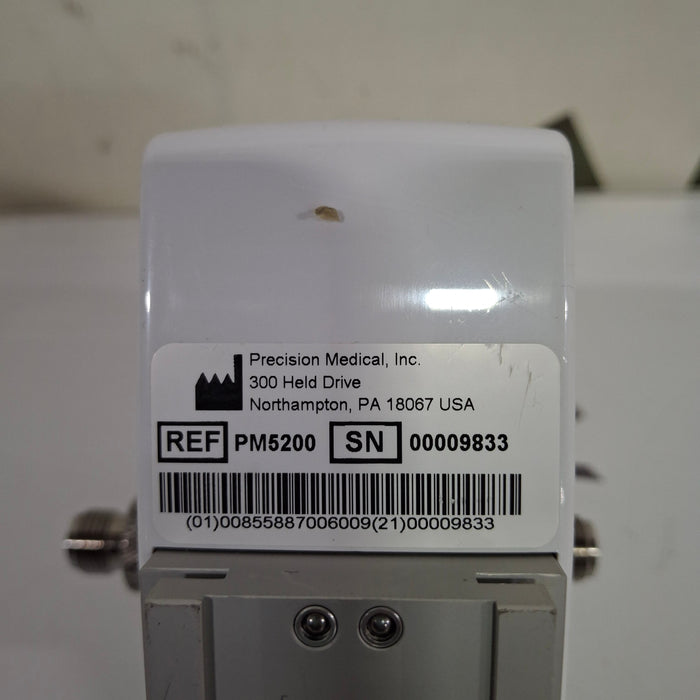 Precision Medical, Inc.
300 Held Drive
Northampton, PA 18067 USA
REF PM5200 SN 00009833
(01)00855887006009(21)00009833